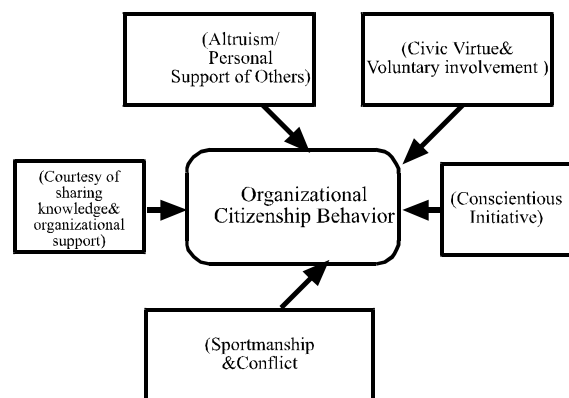 (Altruism/
Personal
Support of Others)
(Civic Virtue&
Voluntary involvement )
(Courtesy of
sharing
knowledge&
organizational
support)
Organizational
Citizenship Behavior
(Conscientious
Initiative)
(Sportmanship
&Conflict